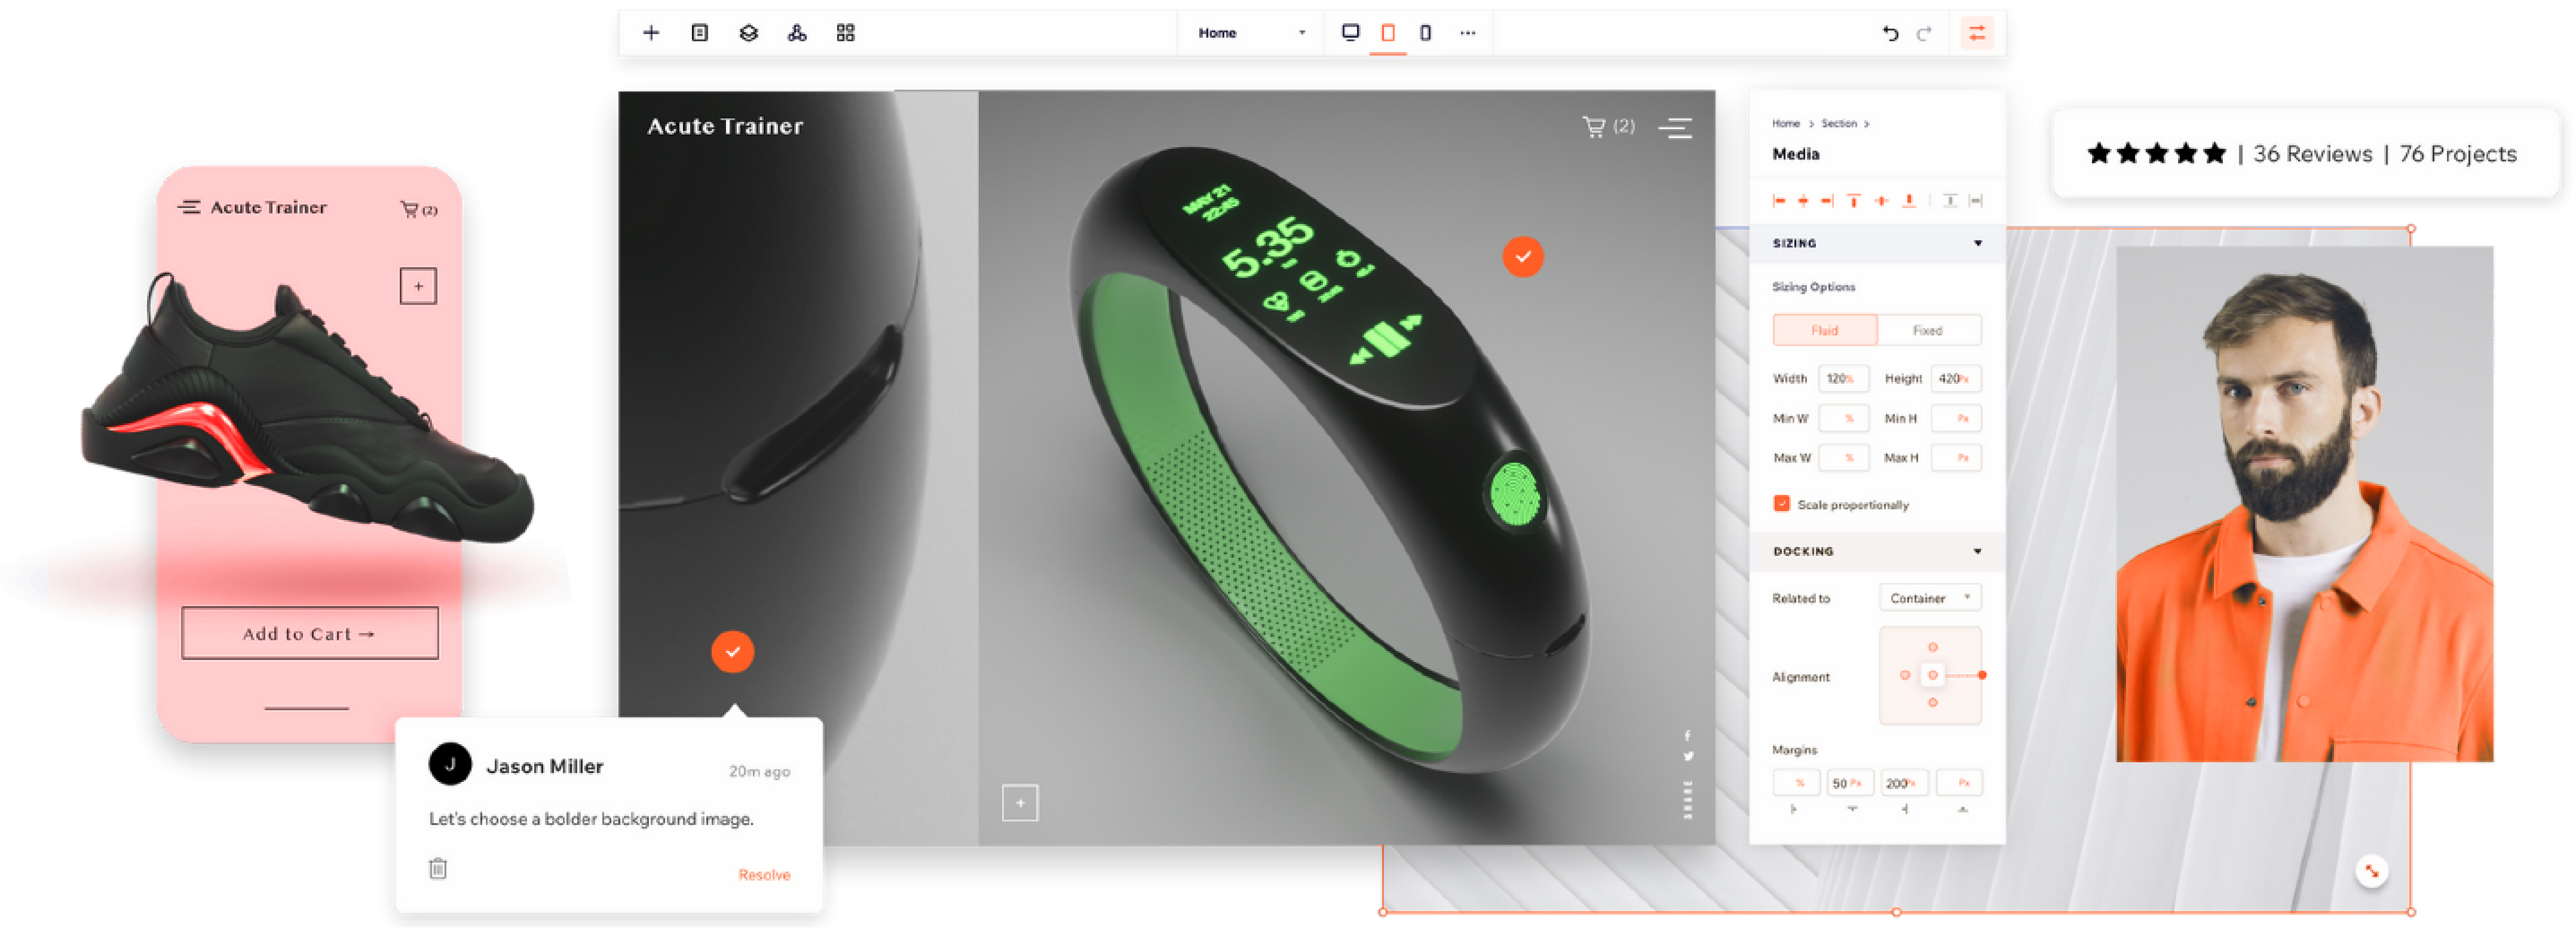 Home
Acute Trainer
(2)
Add to Cart →
Acute Trainer
(2)
MAY 21
22:45
5.35
J
Jason Miller
20m ago
Let's choose a bolder background image.
Resolve
Home > Section >
Media
SIZING
Sizing Options
Fluid
Fixed
Width 120% Height 420Px
Min W % Min H Px
Max W % Max H Px
Scale proportionally
DOCKING
Related to Container
Alignment
Margins
% 50 Px 200Px Px
★★★★★ | 36 Reviews | 76 Projects